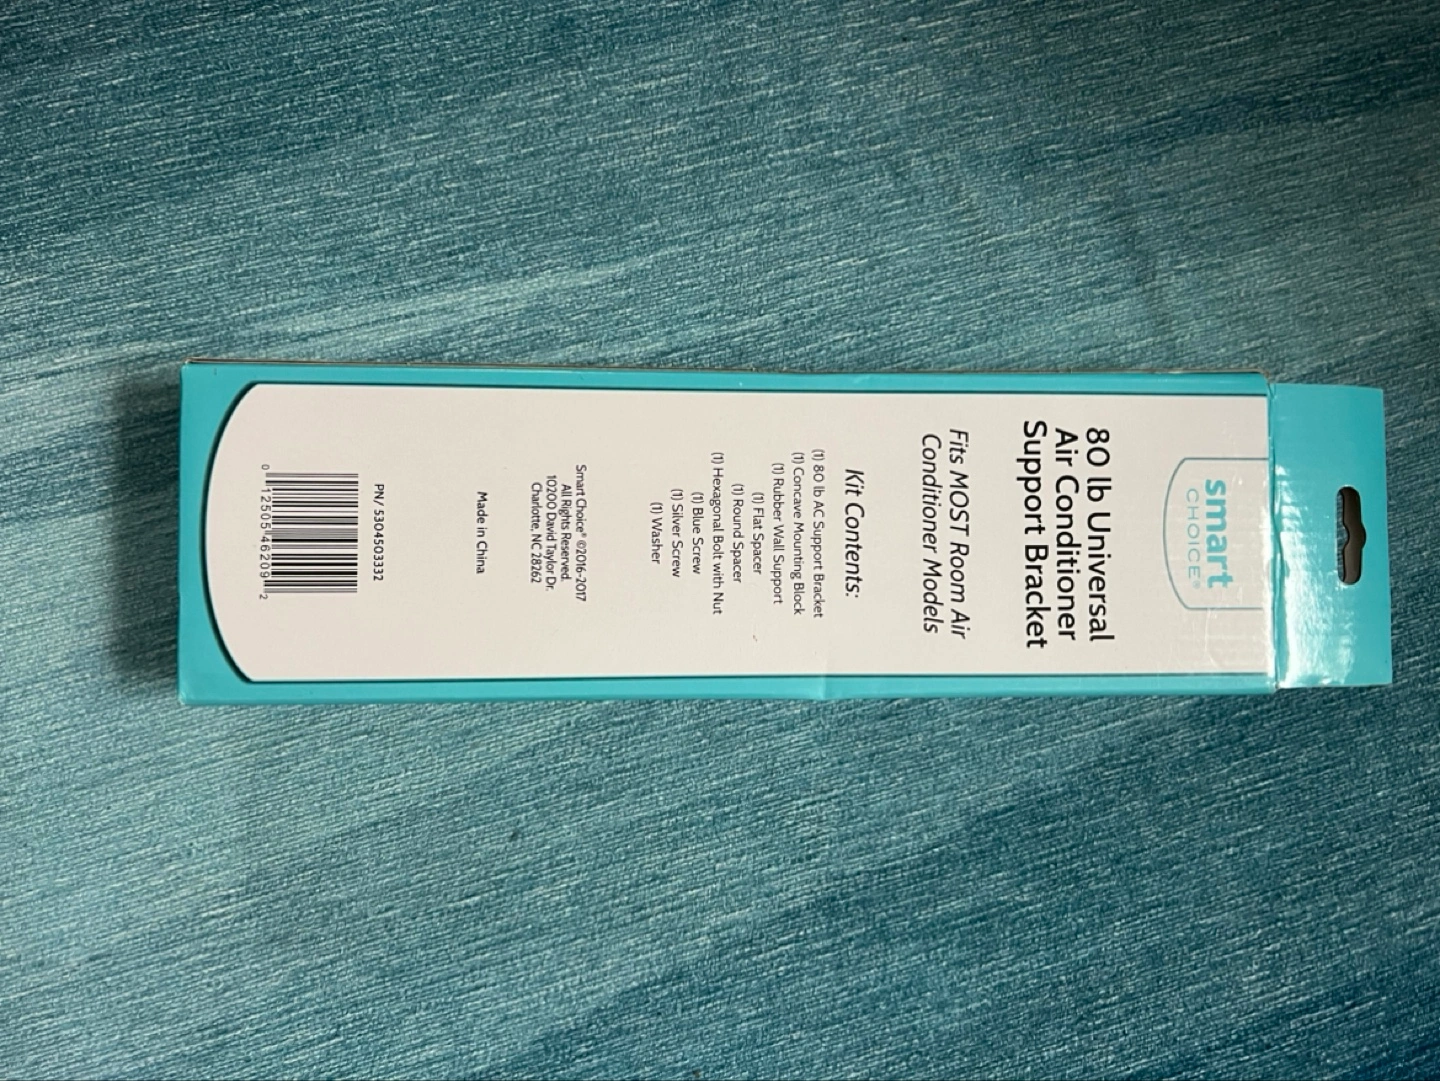 smart
CHOICE®
80 lb Universal
Air Conditioner
Support Bracket
Fits MOST Room Air
Conditioner Models
Kit Contents:
(1) 80 lb AC Support Bracket
(1) Concave Mounting Block
(1) Rubber Wall Support
(1) Flat Spacer
(1) Round Spacer
(1) Hexagonal Bolt with Nut
(1) Blue Screw
(1) Silver Screw
(1) Washer
Smart Choice® ©2016-2017
All Rights Reserved.
10200 David Taylor Dr.
Charlotte, NC 28262
Made in China
PN/ 5304503332
0 12505 46209 2